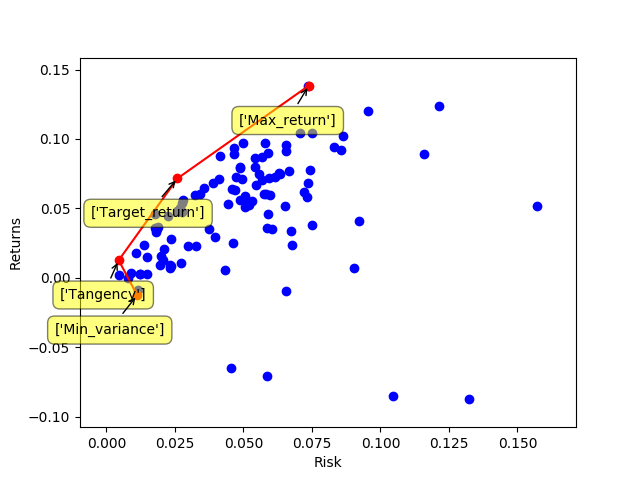 0.15
0.10
0.05
0.00
−0.05
−0.10
Returns
['Max_return']
['Target_return']
['Tangency']
['Min_variance']
0.000
0.025
0.050
0.075
0.100
0.125
0.150
Risk